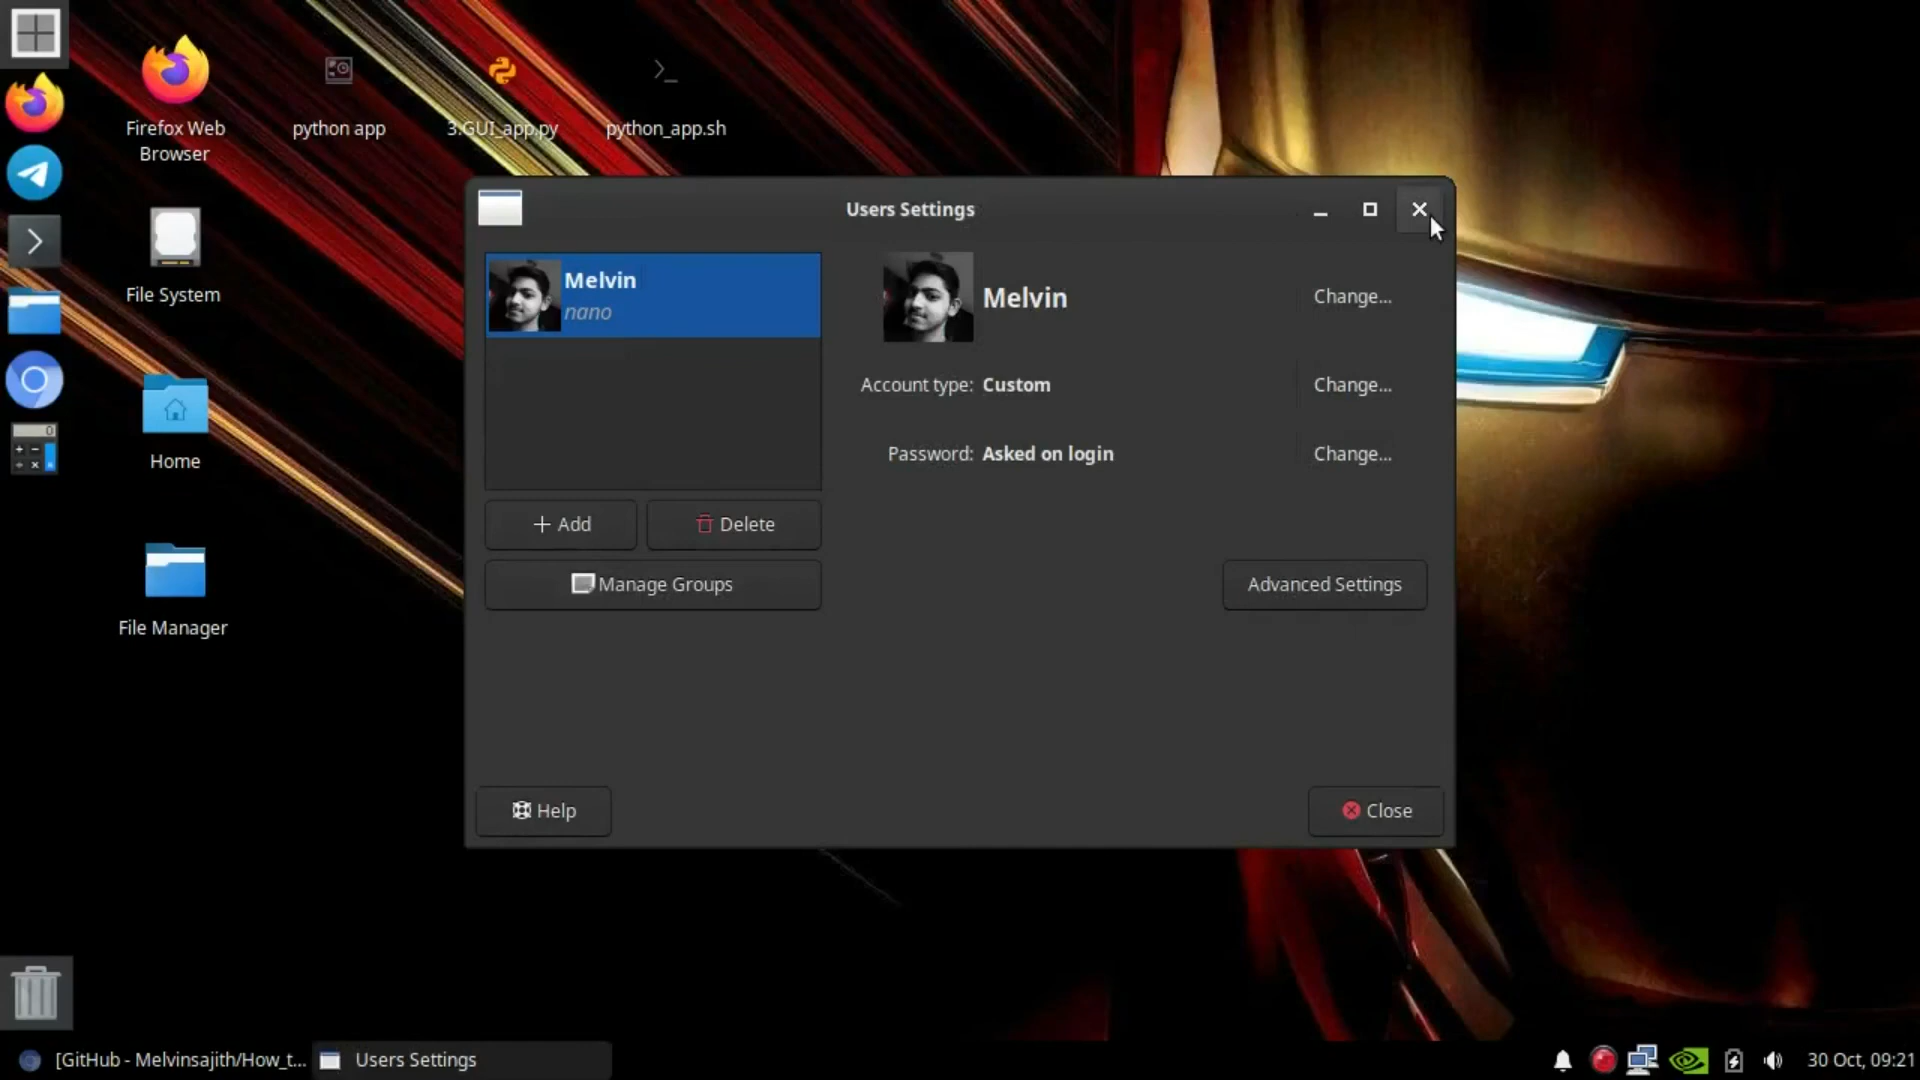 Firefox Web
Browser
python app
3.GUI_app.py
python_app.sh
File System
Home
File Manager
Users Settings
Melvin
nano
Melvin
Change...
Account type: Custom
Change...
Password: Asked on login
Change...
+ Add
Delete
Manage Groups
Advanced Settings
Help
Close
[GitHub - Melvinsajith/How_t...
Users Settings
30 Oct, 09:21